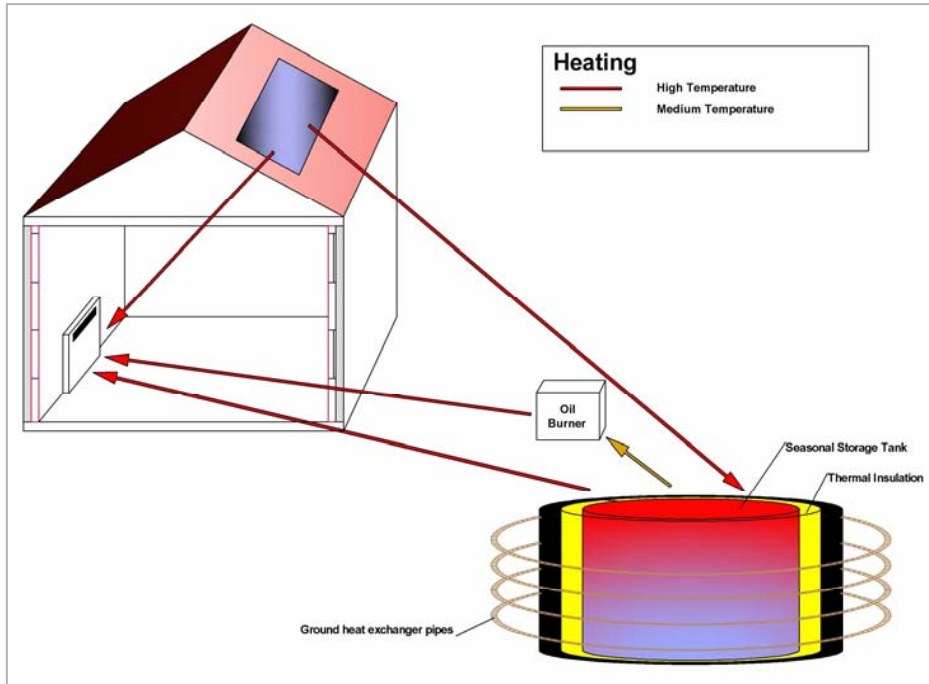 Heating
High Temperature
Medium Temperature
Oil
Burner
Seasonal Storage Tank
Thermal Insulation
Ground heat exchanger pipes